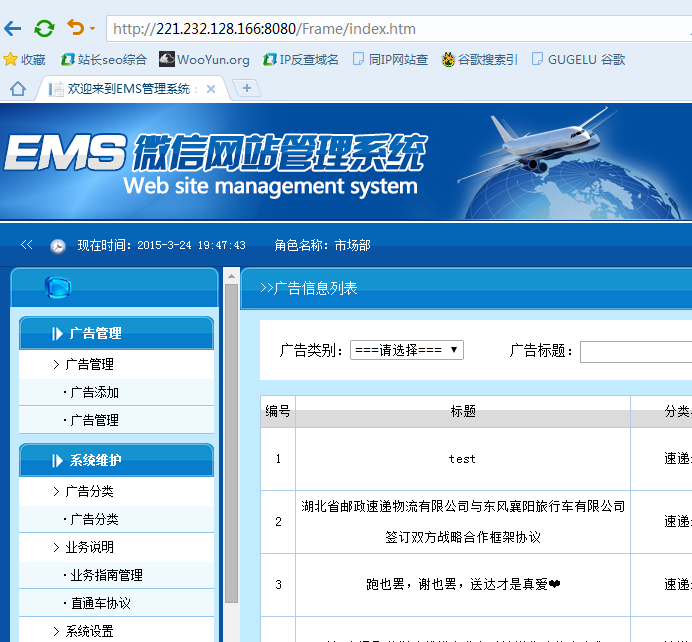 http://221.232.128.166:8080/Frame/index.htm
收藏 站长seo综合 WooYun.org IP反查域名 同IP网站查 谷歌搜索引 GUGELU 谷歌
欢迎来到EMS管理系统
EMS 微信网站管理系统
Web site management system
现在时间：2015-3-24 19:47:43 角色名称：市场部
>>广告信息列表
广告管理
广告类别： ===请选择=== 广告标题：
> 广告管理
·广告添加
·广告管理
系统维护
> 广告分类
·广告分类
> 业务说明
·业务指南管理
·直通车协议
> 系统设置
编号 标题 分类
1 test 速递
2 湖北省邮政速递物流有限公司与东风襄阳旅行车有限公司
签订双方战略合作框架协议 速递
3 跑也罢，谢也罢，送达才是真爱❤ 速递